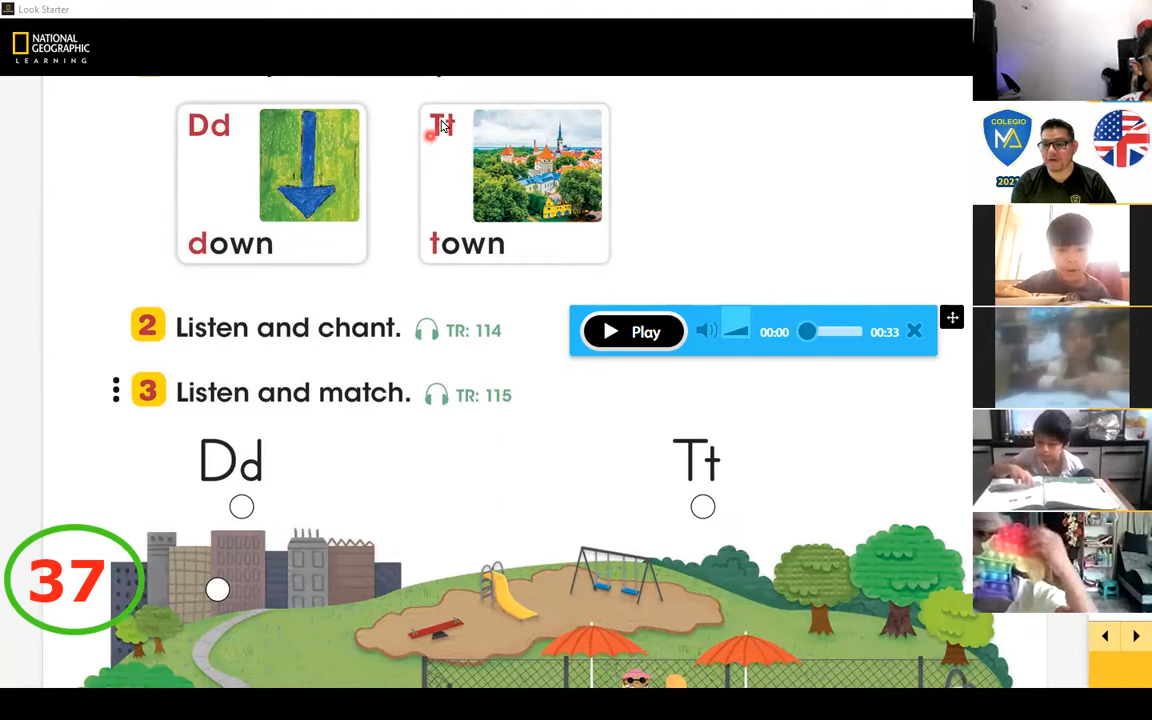 Look Starter
NATIONAL
GEOGRAPHIC
LEARNING
Dd
down
Tt
town
2 Listen and chant. TR: 114
Play 00:00 00:33
3 Listen and match. TR: 115
Dd
Tt
37
COLEGIO
MA